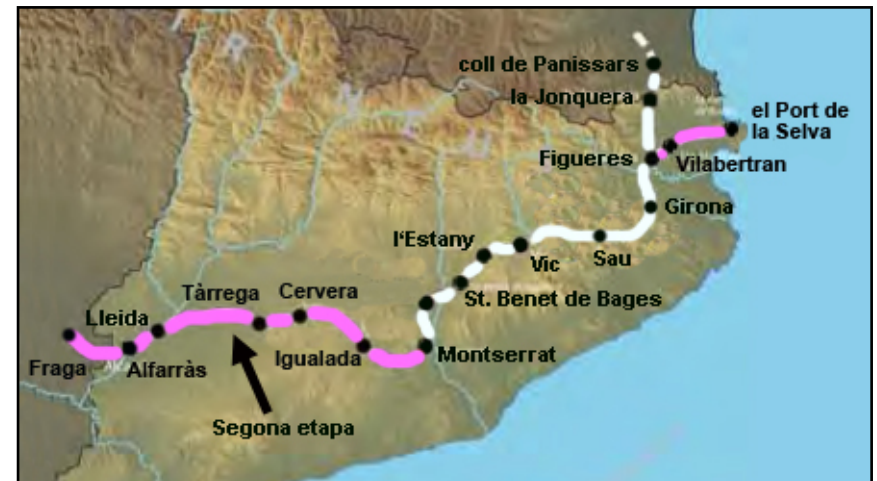 coll de Panissars
la Jonquera
el Port de
la Selva
Figueres
Vilabertran
Girona
l'Estany
Vic
Sau
St. Benet de Bages
Tàrrega
Cervera
Lleida
Fraga
Alfarràs
Igualada
Montserrat
Segona etapa